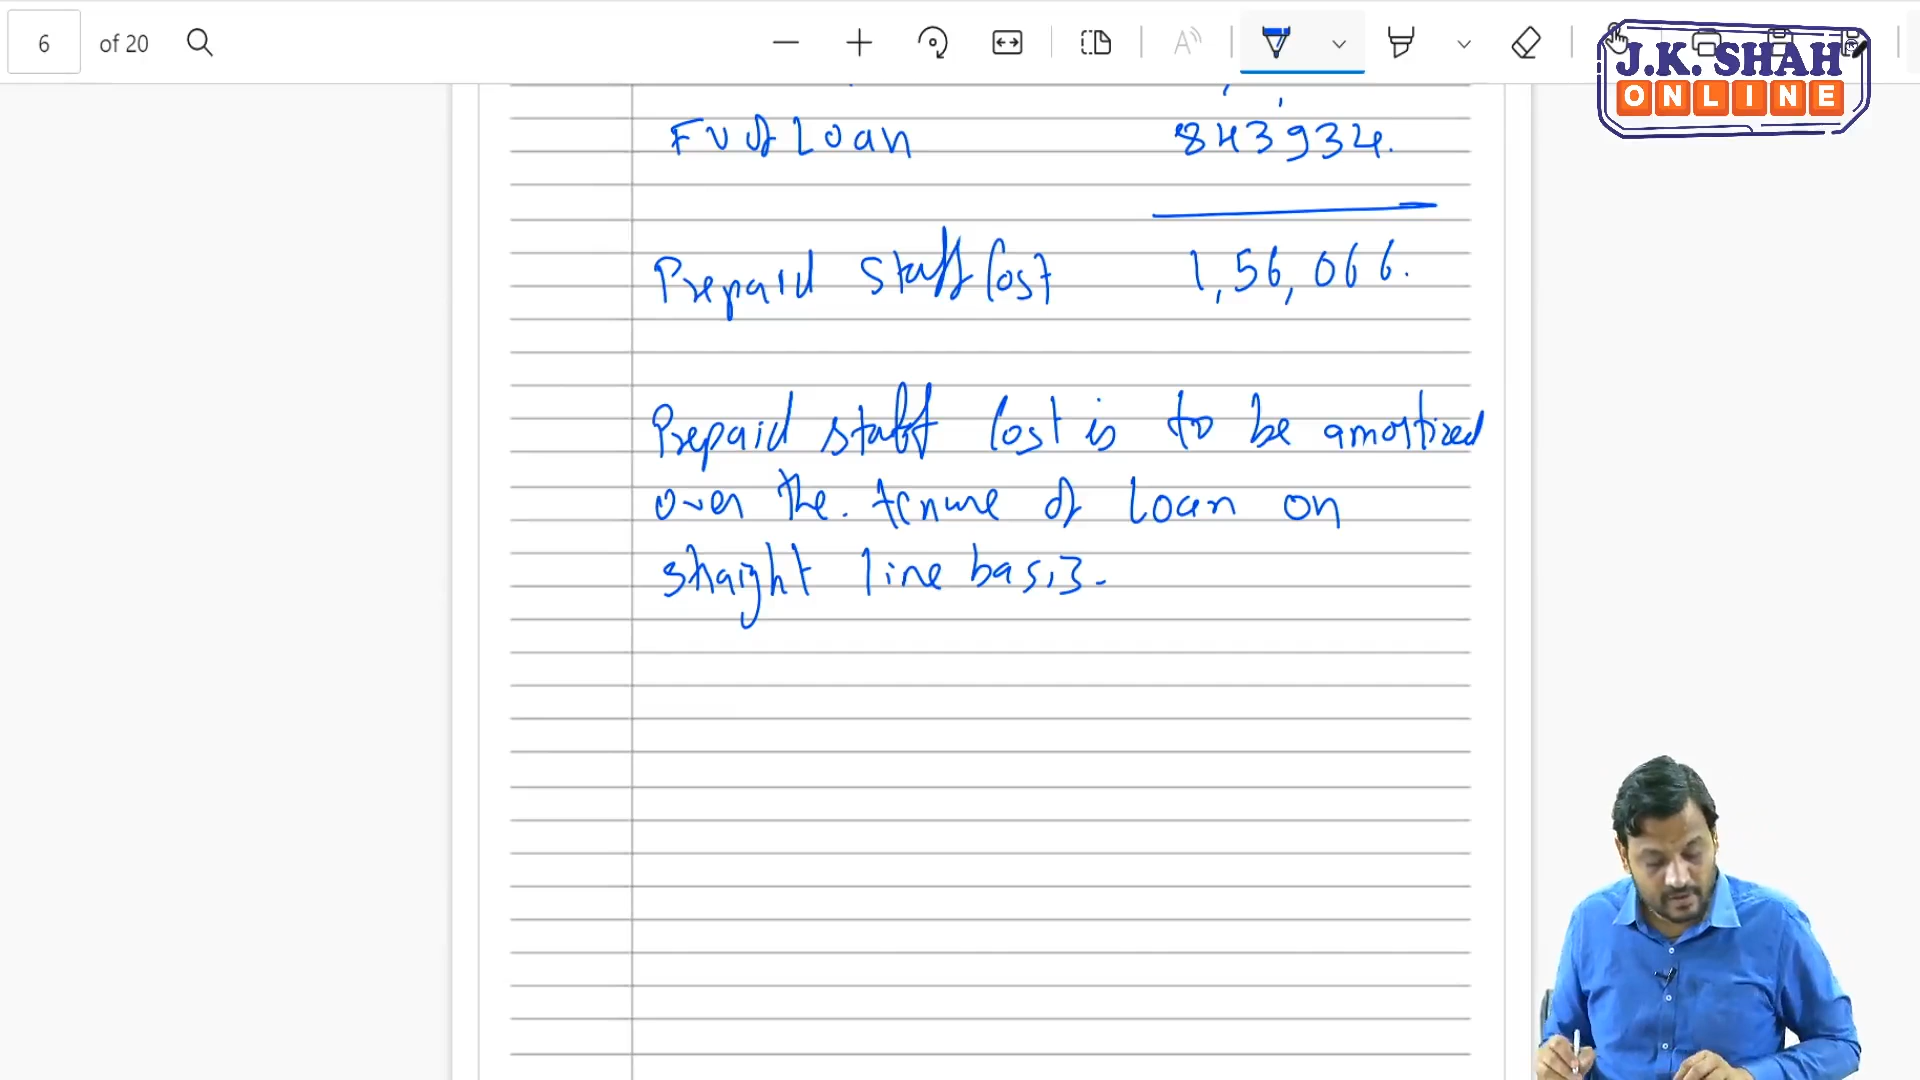 6 of 20
J.K. SHAH
ONLINE
FV of Loan 843934.
Prepaid Staff Cost 1,56,066.
Prepaid staff Cost is to be amortized
over the. tenure of loan on
straight line basis.